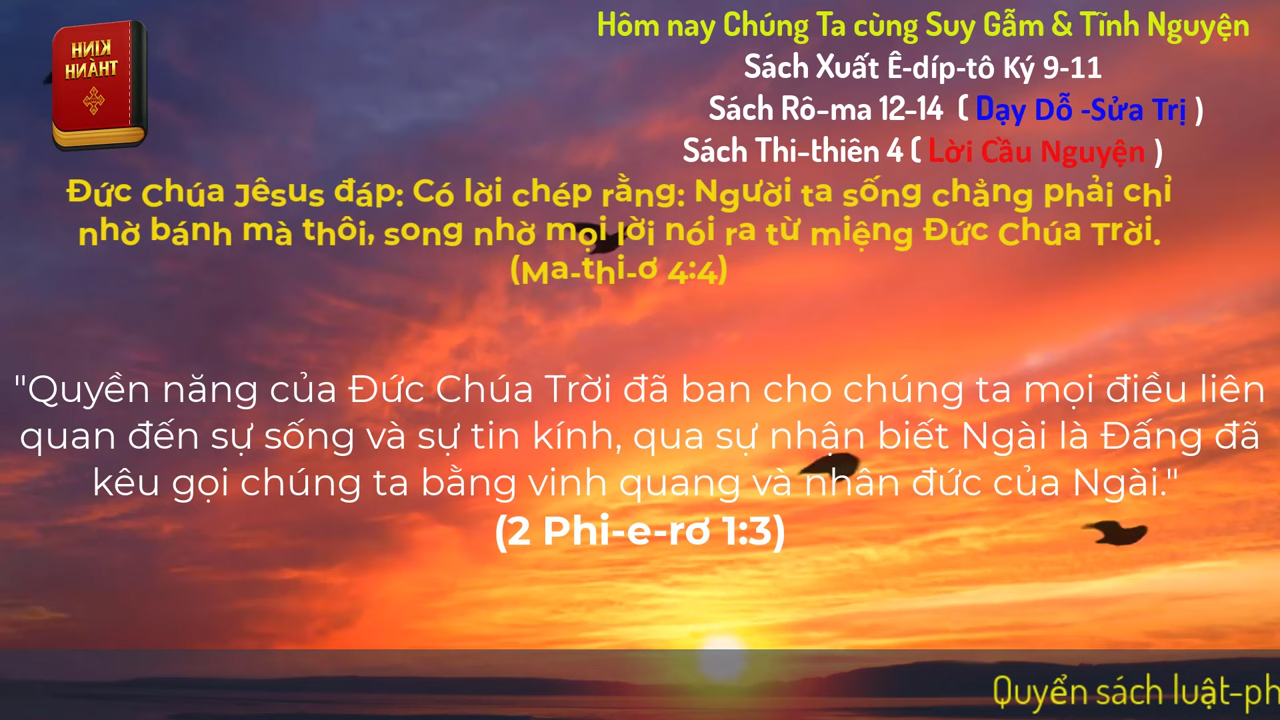 KINH
THÀNH
Hôm nay Chúng Ta cùng Suy Gẫm & Tĩnh Nguyện
Sách Xuất Ê-díp-tô Ký 9-11
Sách Rô-ma 12-14 ( Dạy Dỗ -Sửa Trị )
Sách Thi-thiên 4 ( Lời Cầu Nguyện )
Đức Chúa Jêsus đáp: Có lời chép rằng: Người ta sống chẳng phải chỉ
nhờ bánh mà thôi, song nhờ mọi lời nói ra từ miệng Đức Chúa Trời.
(Ma-thi-ơ 4:4)
"Quyền năng của Đức Chúa Trời đã ban cho chúng ta mọi điều liên
quan đến sự sống và sự tin kính, qua sự nhận biết Ngài là Đấng đã
kêu gọi chúng ta bằng vinh quang và nhân đức của Ngài."
(2 Phi-e-rơ 1:3)
Quyển sách luật-ph